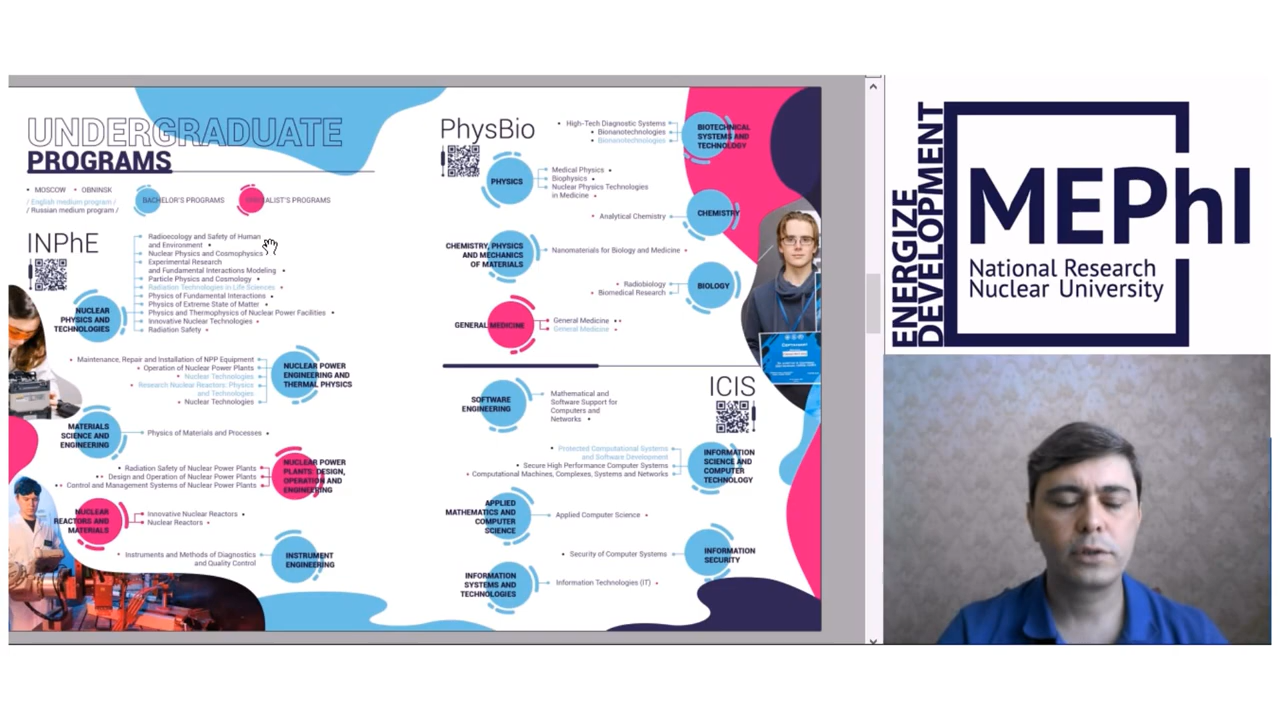 UNDERGRADUATE
PROGRAMS
• MOSCOW • OBNINSK
/ English medium program /
/ Russian medium program /
BACHELOR'S PROGRAMS
SPECIALIST'S PROGRAMS
INPhE
Radioecology and Safety of Human
and Environment •
Nuclear Physics and Cosmophysics
Experimental Research
and Fundamental Interactions Modeling •
Particle Physics and Cosmology •
Radiation Technologies in Life Sciences •
Physics of Fundamental Interactions •
Physics of Extreme State of Matter •
Physics and Thermophysics of Nuclear Power Facilities •
Innovative Nuclear Technologies •
Radiation Safety •
NUCLEAR
PHYSICS AND
TECHNOLOGIES
• Maintenance, Repair and Installation of NPP Equipment
• Operation of Nuclear Power Plants
• Nuclear Technologies
• Research Nuclear Reactors: Physics
and Technologies
• Nuclear Technologies
NUCLEAR POWER
ENGINEERING AND
THERMAL PHYSICS
MATERIALS
SCIENCE AND
ENGINEERING
Physics of Materials and Processes •
• Radiation Safety of Nuclear Power Plants
• • Design and Operation of Nuclear Power Plants
• • Control and Management Systems of Nuclear Power Plants
NUCLEAR POWER
PLANTS: DESIGN,
OPERATION AND
ENGINEERING
NUCLEAR
REACTORS AND
MATERIALS
Innovative Nuclear Reactors •
Nuclear Reactors •
• Instruments and Methods of Diagnostics
and Quality Control
INSTRUMENT
ENGINEERING
PhysBio
• High-Tech Diagnostic Systems
• Bionanotechnologies
• Bionanotechnologies
BIOTECHNICAL
SYSTEMS AND
TECHNOLOGY
PHYSICS
Medical Physics •
Biophysics •
Nuclear Physics Technologies
in Medicine •
• Analytical Chemistry
CHEMISTRY
CHEMISTRY, PHYSICS
AND MECHANICS
OF MATERIALS
Nanomaterials for Biology and Medicine •
• Radiobiology
• Biomedical Research
BIOLOGY
GENERAL MEDICINE
General Medicine • •
General Medicine •
ICIS
SOFTWARE
ENGINEERING
Mathematical and
Software Support for
Computers and
Networks •
• Protected Computational Systems
and Software Development
• Secure High Performance Computer Systems
• Computational Machines, Complexes, Systems and Networks
INFORMATION
SCIENCE AND
COMPUTER
TECHNOLOGY
APPLIED
MATHEMATICS AND
COMPUTER
SCIENCE
Applied Computer Science •
• Security of Computer Systems
INFORMATION
SECURITY
INFORMATION
SYSTEMS AND
TECHNOLOGIES
Information Technologies (IT) •
ENERGIZE
DEVELOPMENT
MEPhI
National Research
Nuclear University